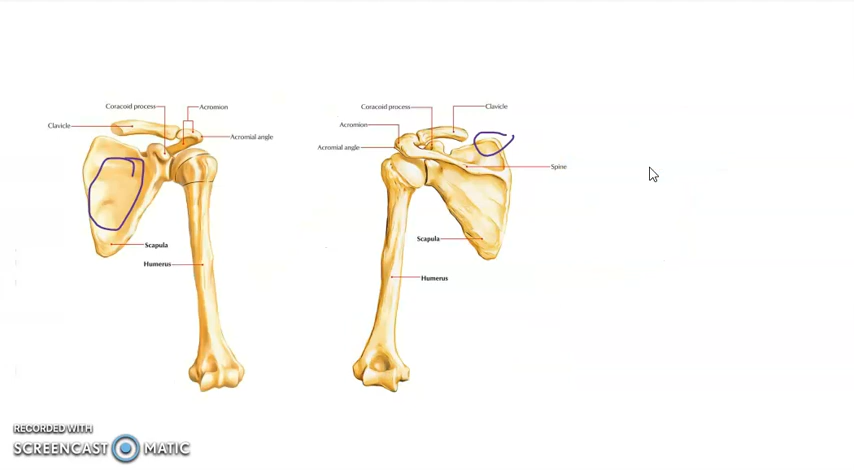 Coracoid process
Acromion
Clavicle
Acromial angle
Scapula
Humerus
Coracoid process
Clavicle
Acromion
Acromial angle
Spine
Scapula
Humerus
RECORDED WITH
SCREENCAST MATIC